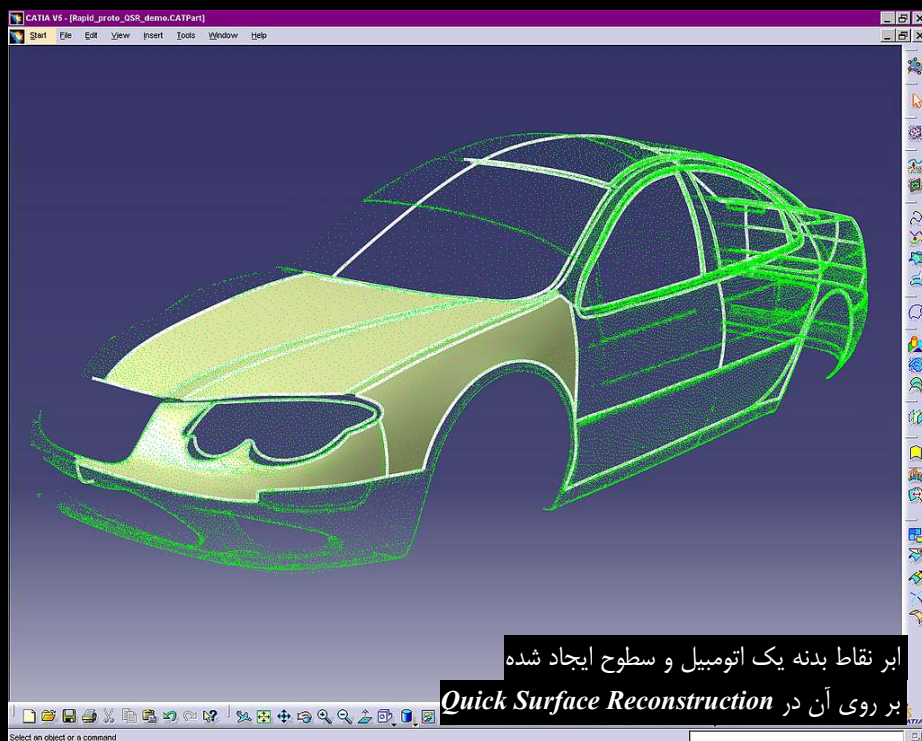 CATIA V5 - [Rapid_proto_QSR_demo.CATPart]
Start File Edit View Insert Tools Window Help
ابر نقاط بدنه یک اتومبیل و سطوح ایجاد شده
بر روی آن در Quick Surface Reconstruction
Select an object or a command